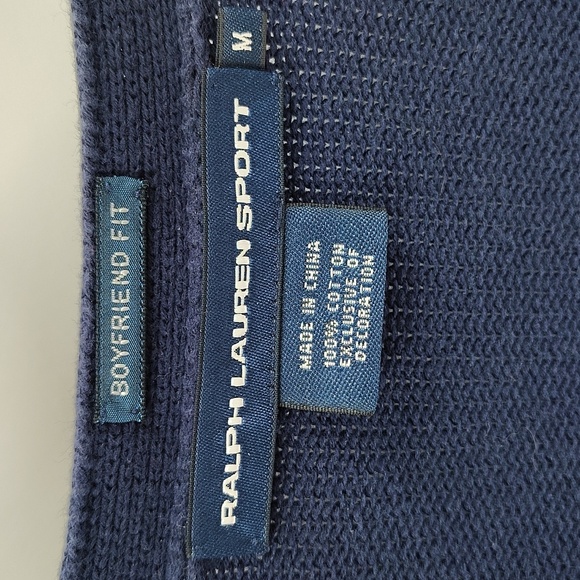 BOYFRIEND FIT
RALPH LAUREN SPORT
M
MADE IN CHINA
100% COTTON
EXCLUSIVE OF
DECORATION